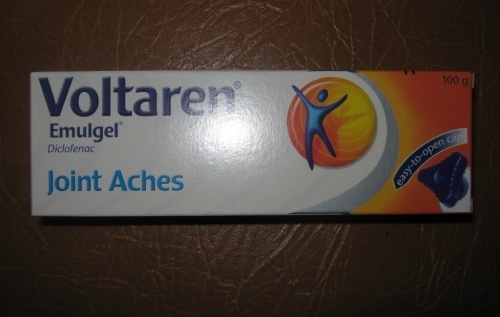 Voltaren®
Emulgel®
Diclofenac
Joint Aches
100 g
easy-to-open cap